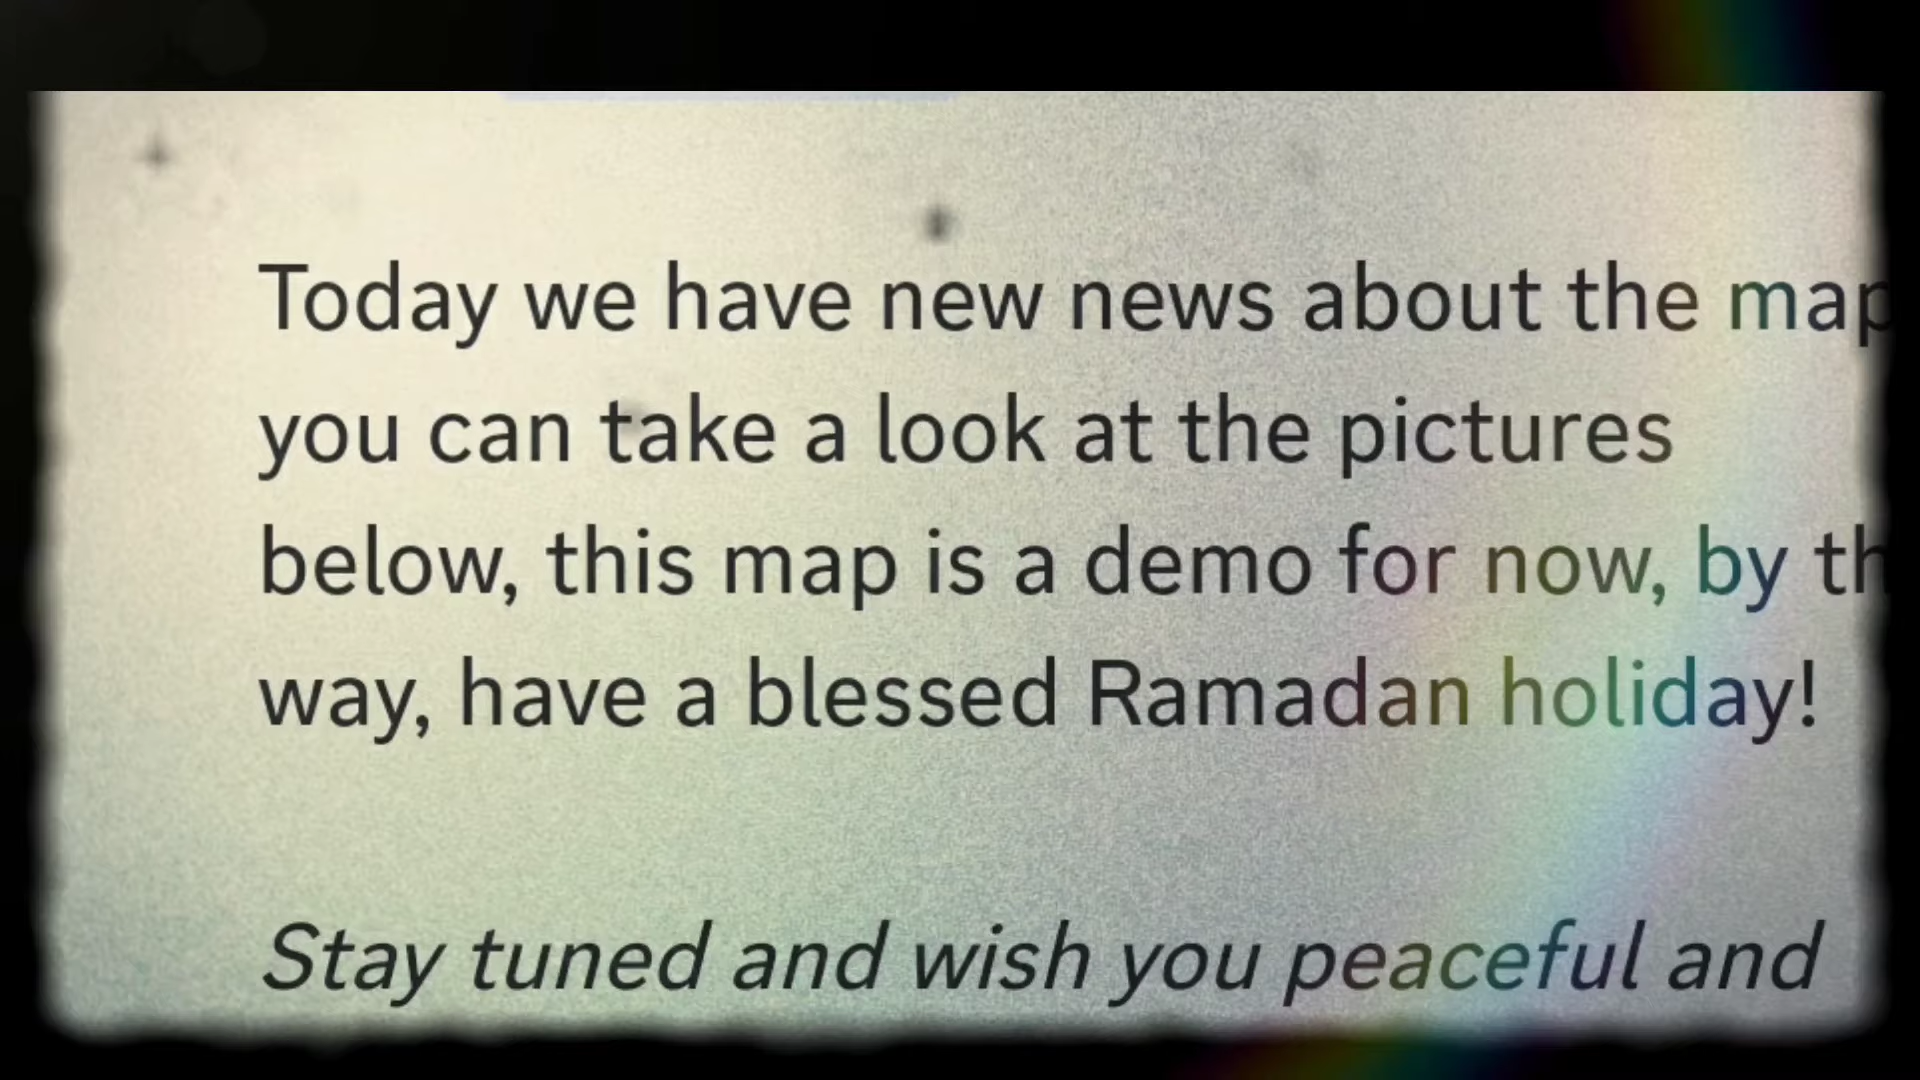 Today we have new news about the map
you can take a look at the pictures
below, this map is a demo for now, by
way, have a blessed Ramadan holiday!
Stay tuned and wish you peaceful and